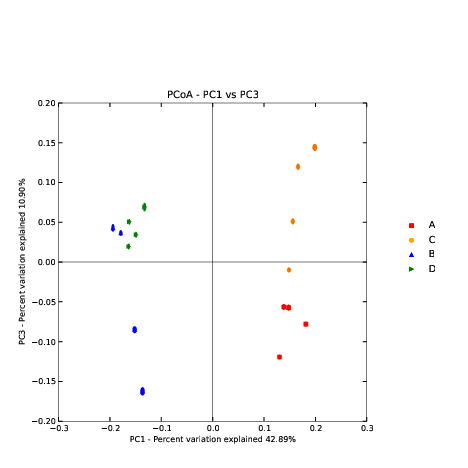 PCoA - PC1 vs PC3
0.20
0.15
0.10
0.05
0.00
−0.05
−0.10
−0.15
−0.20
PC3 - Percent variation explained 10.90%
−0.3
−0.2
−0.1
0.0
0.1
0.2
0.3
PC1 - Percent variation explained 42.89%
A
C
B
D